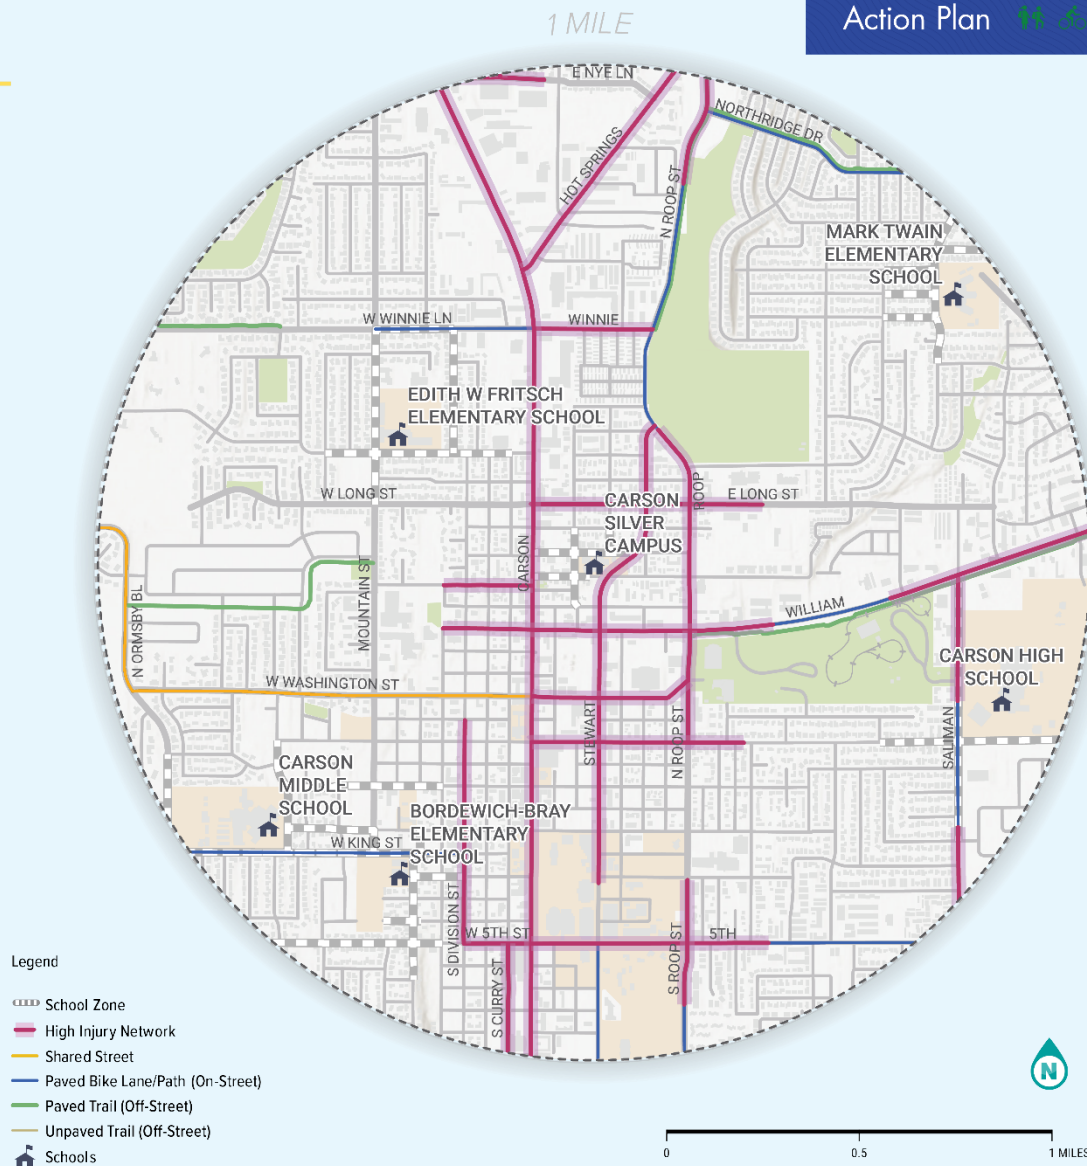 1 MILE
Action Plan
E NYE LN
NORTHRIDGE DR
HOT SPRINGS
N ROOP ST
MARK TWAIN
ELEMENTARY
SCHOOL
W WINNIE LN
WINNIE
EDITH W FRITSCH
ELEMENTARY SCHOOL
W LONG ST
ROOP
E LONG ST
CARSON
SILVER
CAMPUS
CARSON
MOUNTAIN ST
N ORMSBY BL
WILLIAM
CARSON HIGH
SCHOOL
W WASHINGTON ST
STEWART
N ROOP ST
SALIMAN
CARSON
MIDDLE
SCHOOL
BORDEWICH-BRAY
ELEMENTARY
SCHOOL
W KING ST
S DIVISION ST
W 5TH ST
5TH
S ROOP ST
S CURRY ST
Legend
School Zone
High Injury Network
Shared Street
Paved Bike Lane/Path (On-Street)
Paved Trail (Off-Street)
Unpaved Trail (Off-Street)
Schools
N
0
0.5
1 MILES